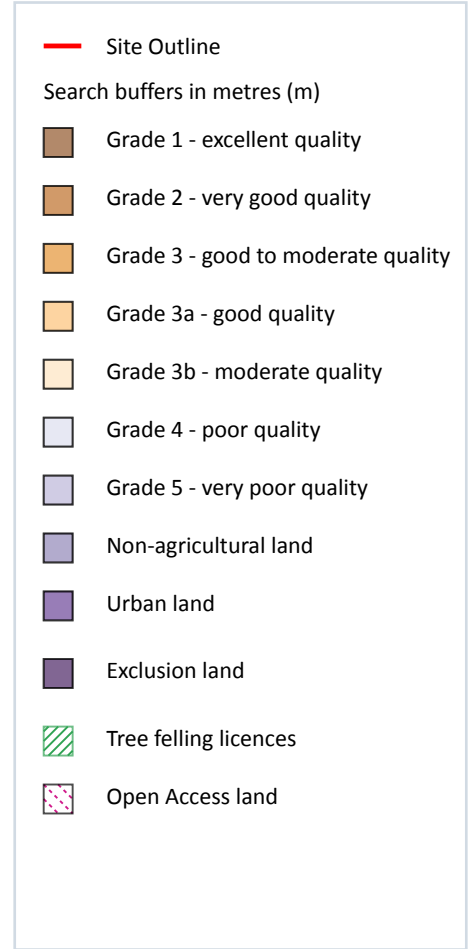 Site Outline
Search buffers in metres (m)
Grade 1 - excellent quality
Grade 2 - very good quality
Grade 3 - good to moderate quality
Grade 3a - good quality
Grade 3b - moderate quality
Grade 4 - poor quality
Grade 5 - very poor quality
Non-agricultural land
Urban land
Exclusion land
Tree felling licences
Open Access land